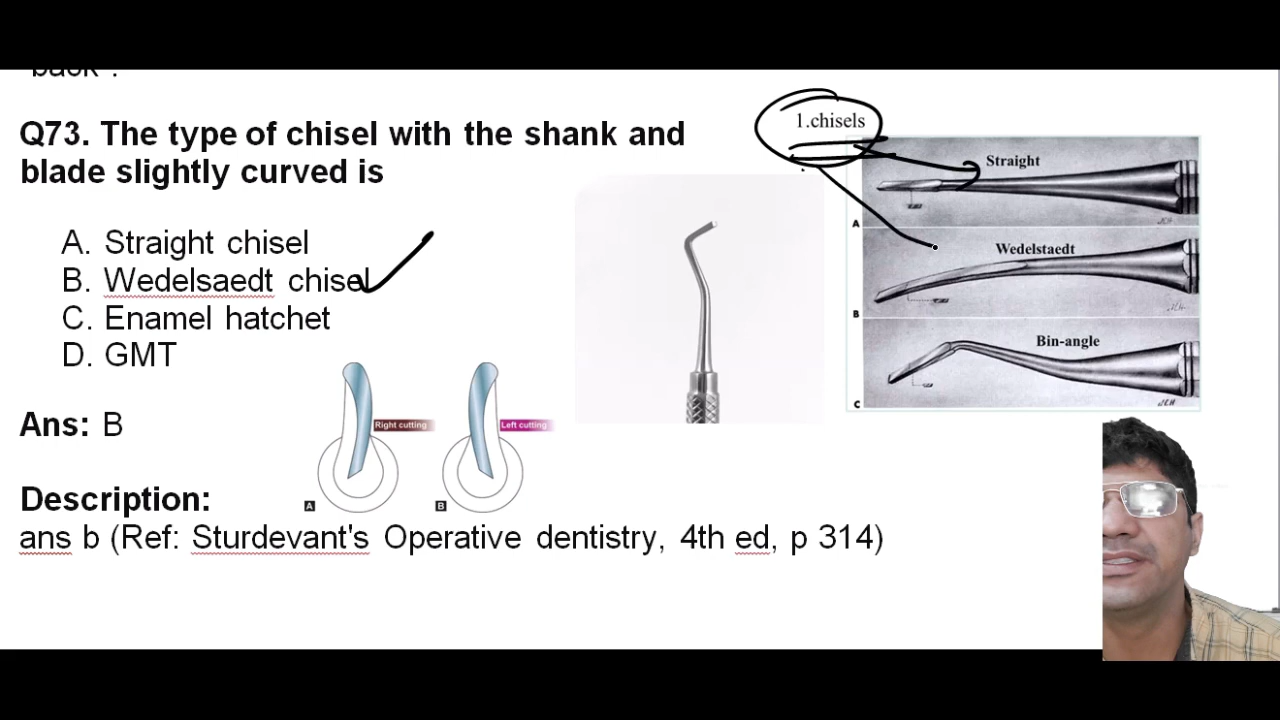 Q73. The type of chisel with the shank and
blade slightly curved is
A. Straight chisel
B. Wedelsaedt chisel
C. Enamel hatchet
D. GMT
Ans: B
Description:
ans b (Ref: Sturdevant's Operative dentistry, 4th ed, p 314)
Right cutting
Left cutting
A
B
1.chisels
Straight
A
Wedelstaedt
B
Bin-angle
C